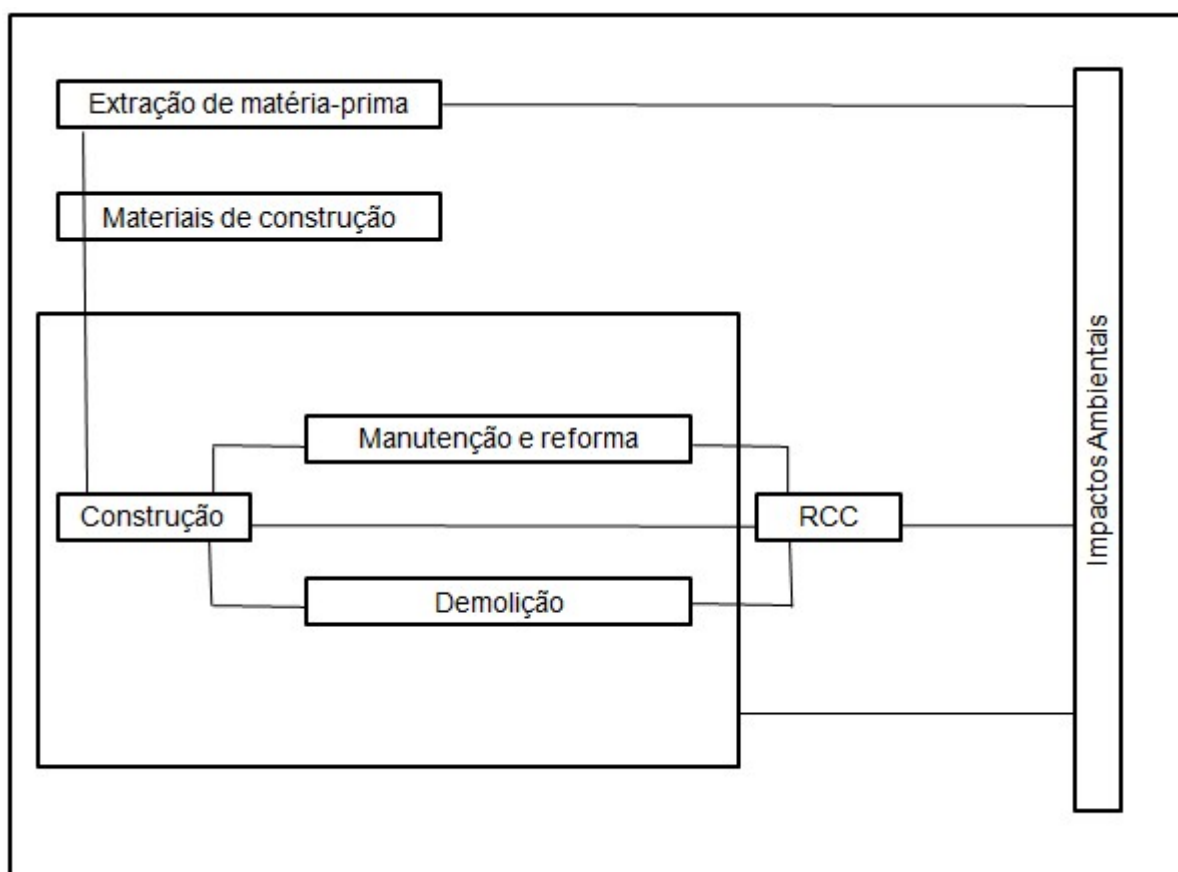 Extração de matéria-prima
Materiais de construção
Manutenção e reforma
Construção
RCC
Demolição
Impactos Ambientais